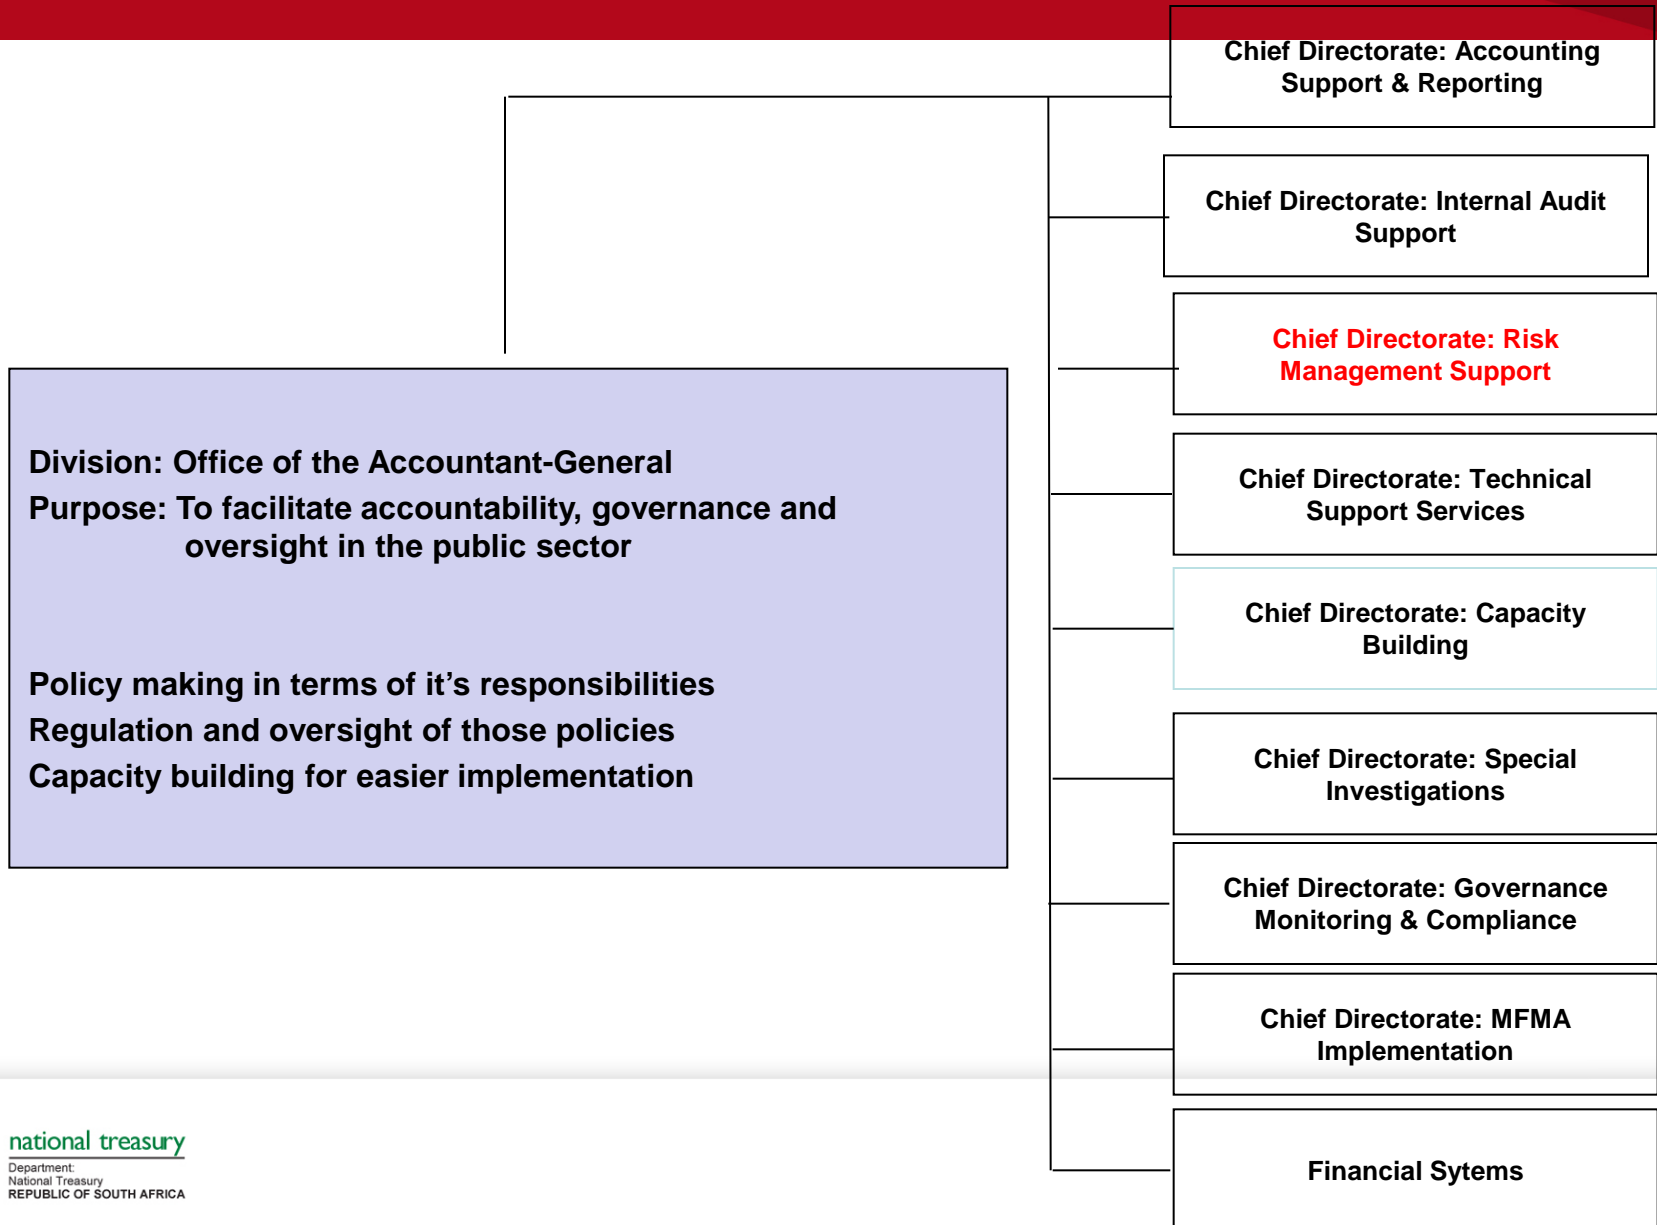 Chief Directorate: Accounting
Support & Reporting
Chief Directorate: Internal Audit
Support
Chief Directorate: Risk
Management Support
Division: Office of the Accountant-General
Purpose: To facilitate accountability, governance and
oversight in the public sector
Policy making in terms of it’s responsibilities
Regulation and oversight of those policies
Capacity building for easier implementation
Chief Directorate: Technical
Support Services
Chief Directorate: Capacity
Building
Chief Directorate: Special
Investigations
Chief Directorate: Governance
Monitoring & Compliance
Chief Directorate: MFMA
Implementation
Financial Sytems
national treasury
Department:
National Treasury
REPUBLIC OF SOUTH AFRICA